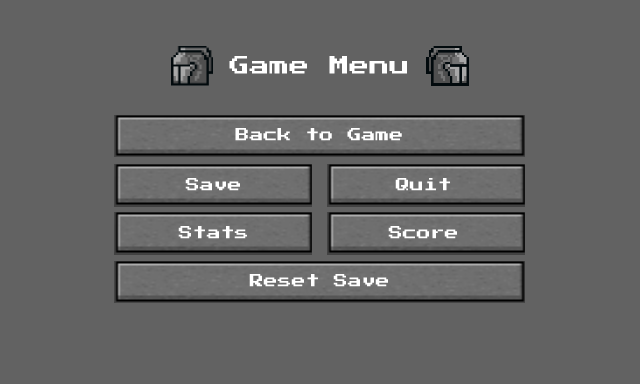 Game Menu
Back to Game
Save
Quit
Stats
Score
Reset Save